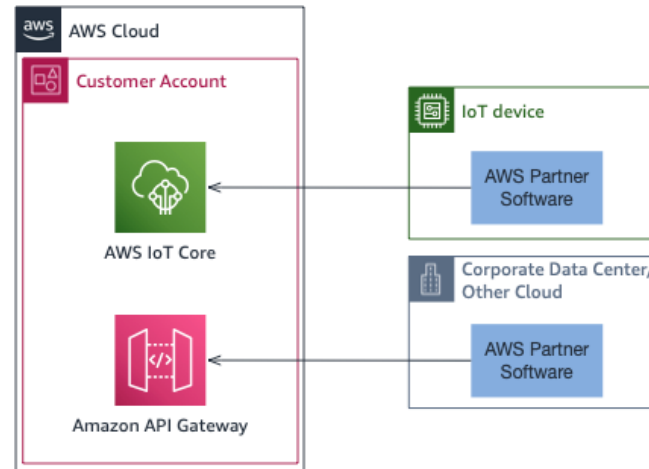 aws
AWS Cloud
Customer Account
AWS IoT Core
</>
Amazon API Gateway
IoT device
AWS Partner
Software
Corporate Data Center/
Other Cloud
AWS Partner
Software